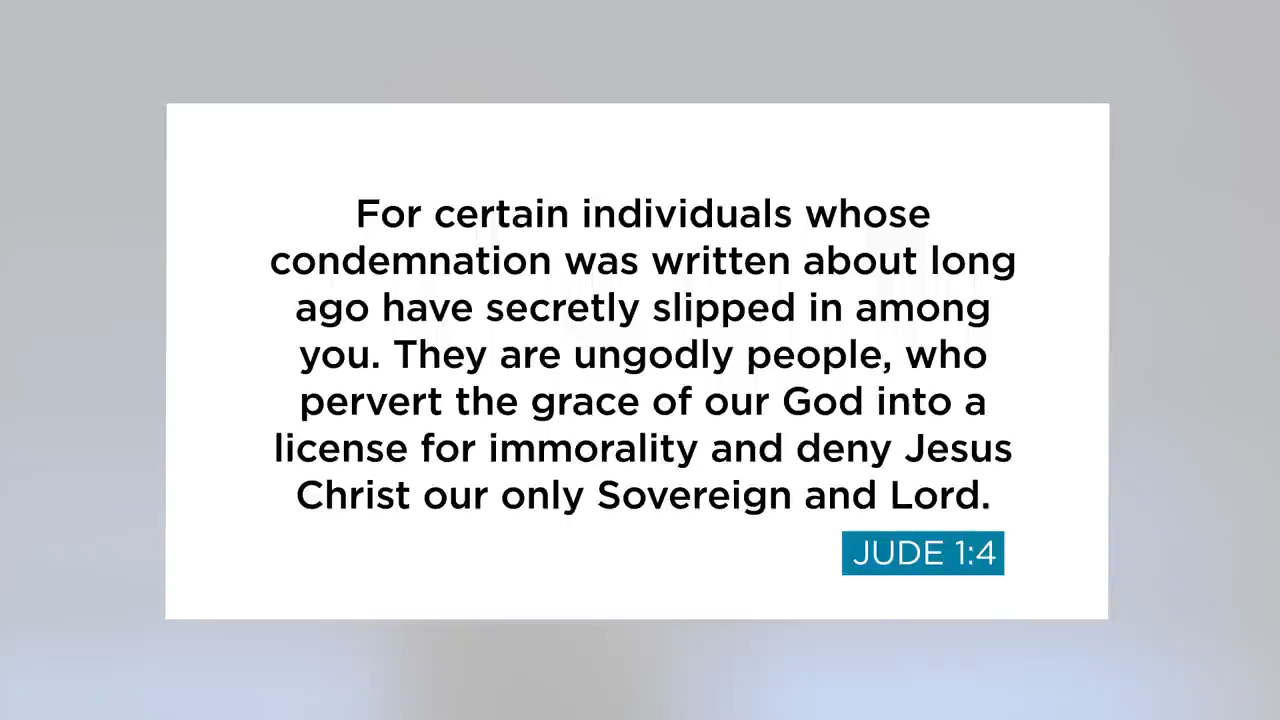 For certain individuals whose
condemnation was written about long
ago have secretly slipped in among
you. They are ungodly people, who
pervert the grace of our God into a
license for immorality and deny Jesus
Christ our only Sovereign and Lord.
JUDE 1:4